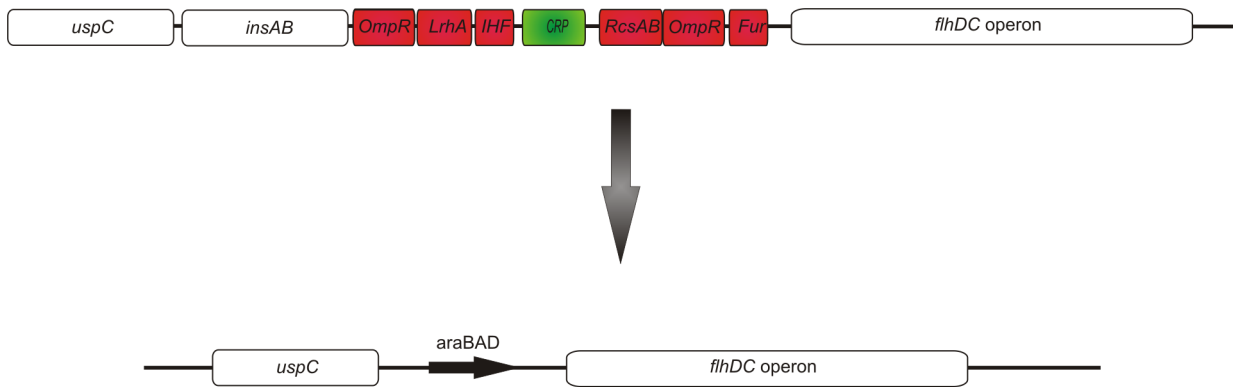 uspC insAB OmpR LrhA IHF CRP RcsAB OmpR Fur flhDC operon
araBAD
uspC flhDC operon